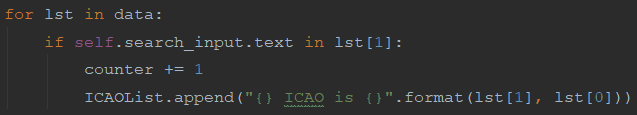 for lst in data:
    if self.search_input.text in lst[1]:
        counter += 1
        ICAOList.append("{} ICAO is {}".format(lst[1], lst[0]))